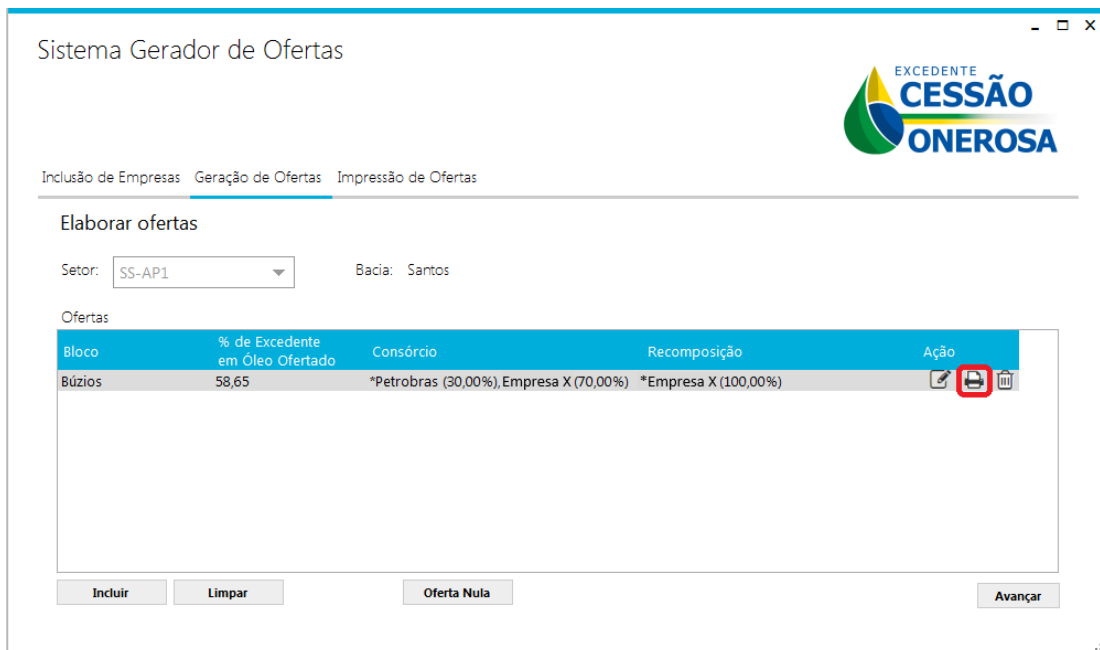 Sistema Gerador de Ofertas
EXCEDENTE
CESSÃO
ONEROSA
Inclusão de Empresas Geração de Ofertas Impressão de Ofertas
Elaborar ofertas
Setor: SS-AP1 Bacia: Santos
Ofertas
Bloco % de Excedente em Óleo Ofertado Consórcio Recomposição Ação
Búzios 58,65 *Petrobras (30,00%), Empresa X (70,00%) *Empresa X (100,00%)
Incluir Limpar Oferta Nula Avançar